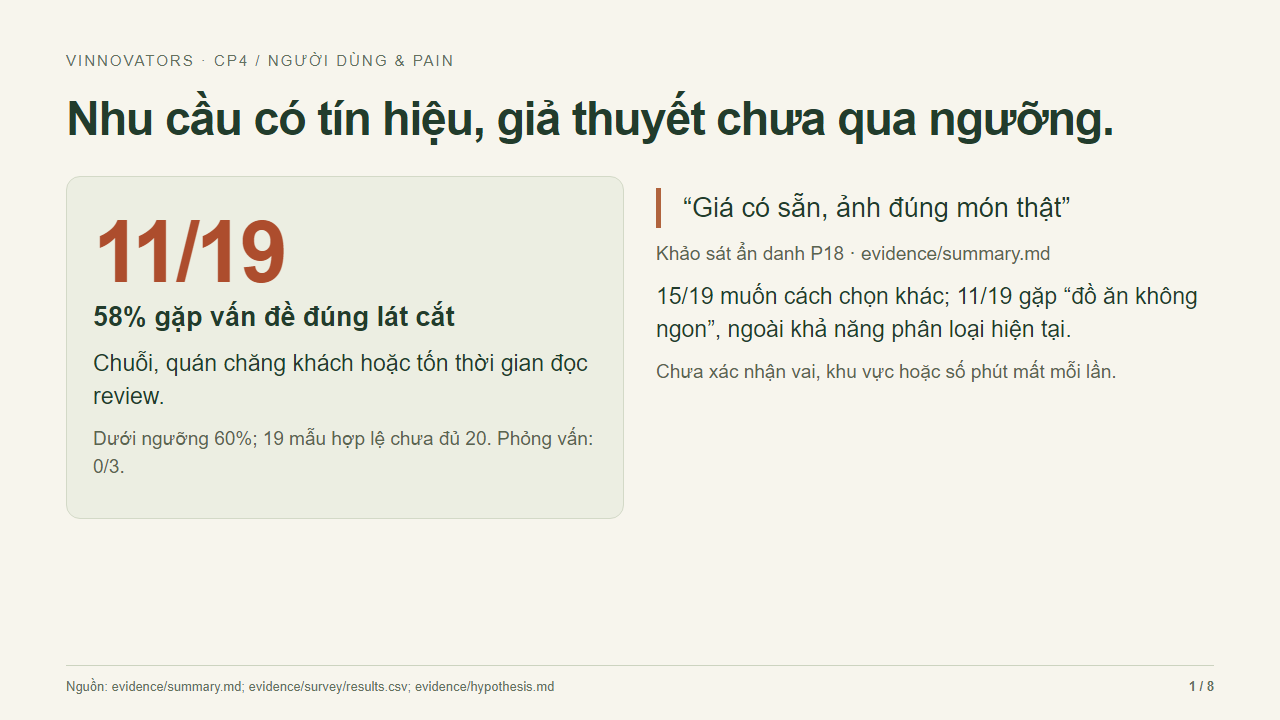 VINNOVATORS · CP4 / NGƯỜI DÙNG & PAIN
Nhu cầu có tín hiệu, giả thuyết chưa qua ngưỡng.
11/19
58% gặp vấn đề đúng lát cắt
Chuỗi, quán chăng khách hoặc tốn thời gian đọc
review.
Dưới ngưỡng 60%; 19 mẫu hợp lệ chưa đủ 20. Phỏng vấn:
0/3.
“Giá có sẵn, ảnh đúng món thật”
Khảo sát ẩn danh P18 · evidence/summary.md
15/19 muốn cách chọn khác; 11/19 gặp “đồ ăn không
ngon”, ngoài khả năng phân loại hiện tại.
Chưa xác nhận vai, khu vực hoặc số phút mất mỗi lần.
Nguồn: evidence/summary.md; evidence/survey/results.csv; evidence/hypothesis.md
1 / 8